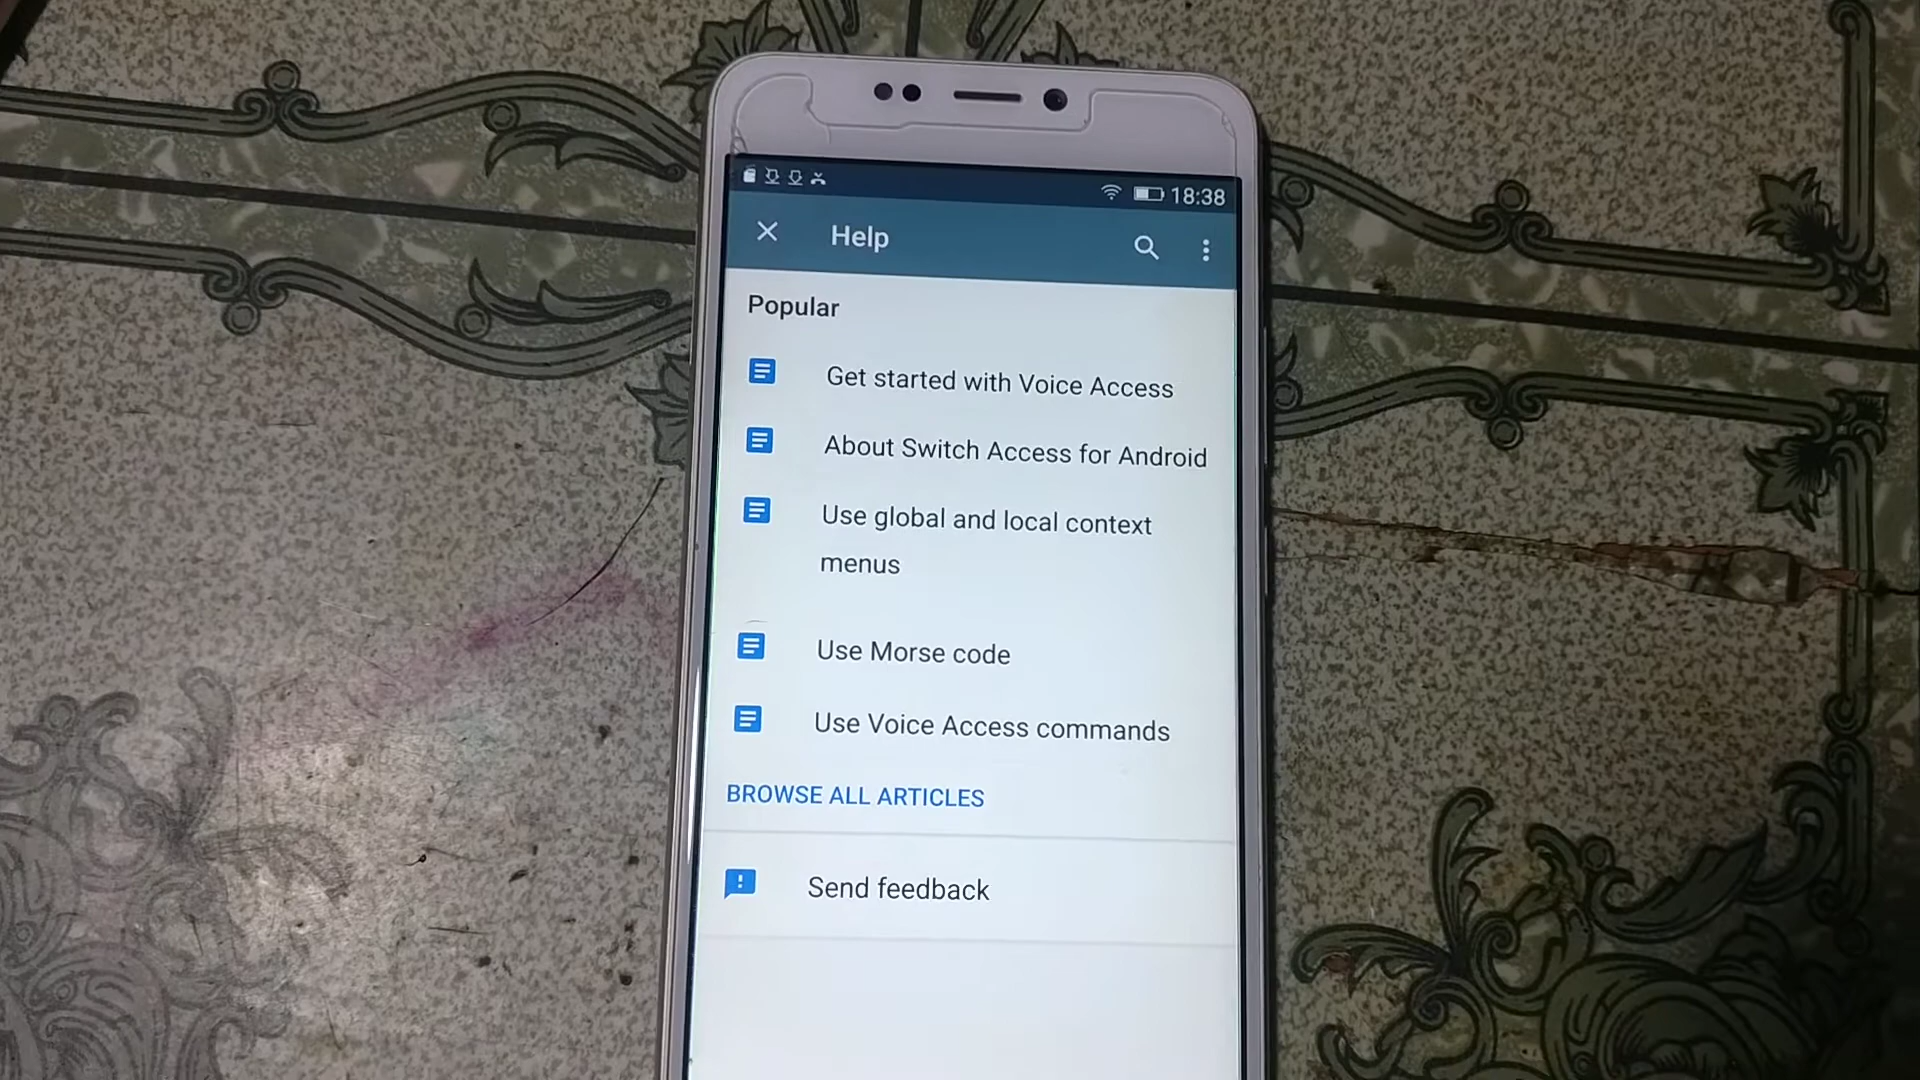 18:38
Help
Popular
Get started with Voice Access
About Switch Access for Android
Use global and local context
menus
Use Morse code
Use Voice Access commands
BROWSE ALL ARTICLES
Send feedback